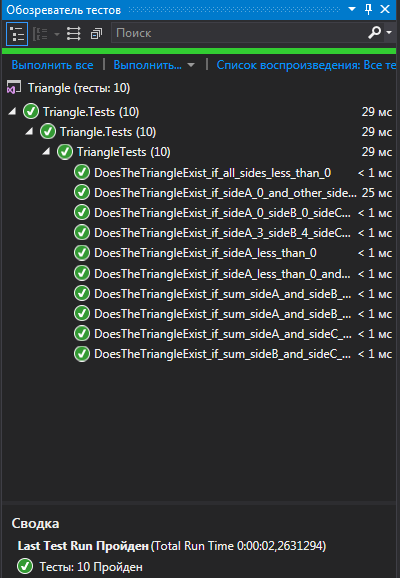 Обозреватель тестов
Поиск
Выполнить все | Выполнить... | Список воспроизведения: Все те
Triangle (тесты: 10)
Triangle.Tests (10) 29 мс
Triangle.Tests (10) 29 мс
TriangleTests (10) 29 мс
DoesTheTriangleExist_if_all_sides_less_than_0 < 1 мс
DoesTheTriangleExist_if_sideA_0_and_other_side... 25 мс
DoesTheTriangleExist_if_sideA_0_sideB_0_sideC... < 1 мс
DoesTheTriangleExist_if_sideA_3_sideB_4_sideC... < 1 мс
DoesTheTriangleExist_if_sideA_less_than_0 < 1 мс
DoesTheTriangleExist_if_sideA_less_than_0_and... < 1 мс
DoesTheTriangleExist_if_sum_sideA_and_sideB_... < 1 мс
DoesTheTriangleExist_if_sum_sideA_and_sideB_... < 1 мс
DoesTheTriangleExist_if_sum_sideA_and_sideC_... < 1 мс
DoesTheTriangleExist_if_sum_sideB_and_sideC_... < 1 мс
Сводка
Last Test Run Пройден (Total Run Time 0:00:02,2631294)
Тесты: 10 Пройден